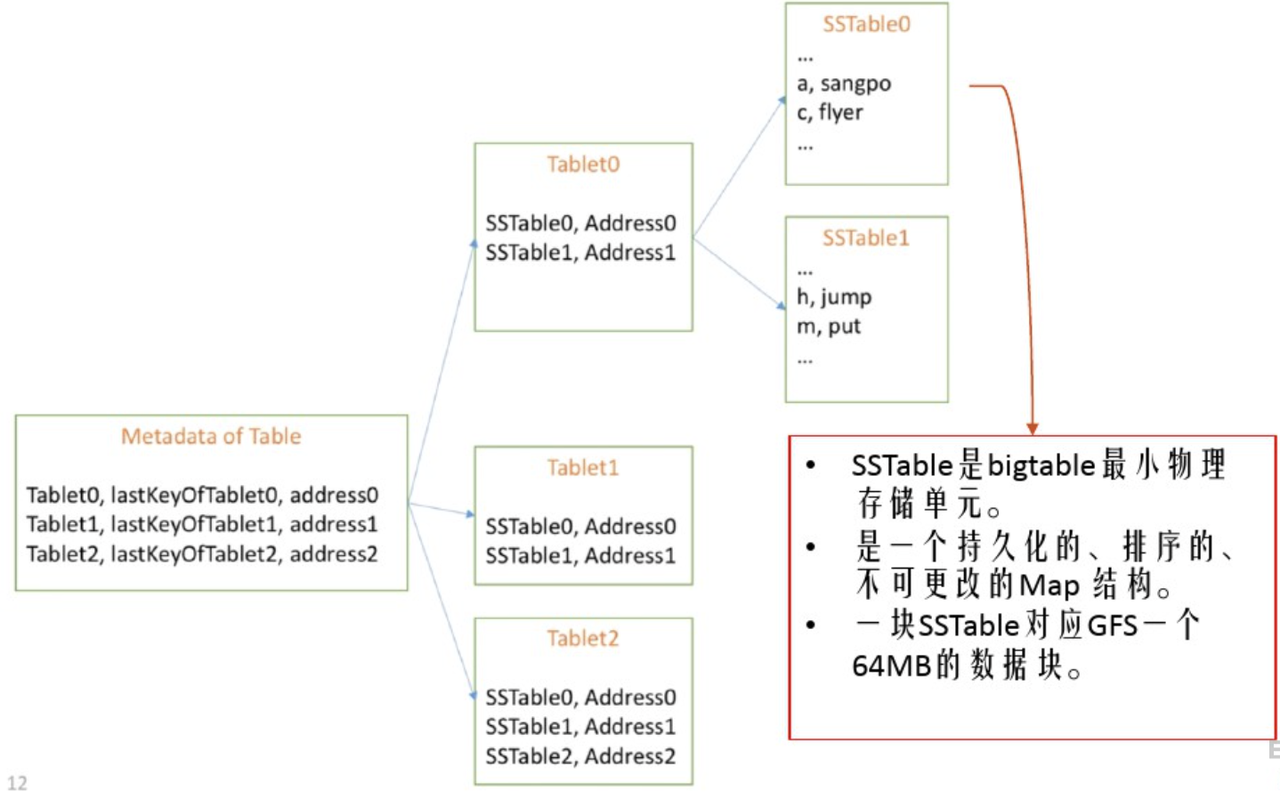 Metadata of Table
Tablet0, lastKeyOfTablet0, address0
Tablet1, lastKeyOfTablet1, address1
Tablet2, lastKeyOfTablet2, address2
Tablet0
SSTable0, Address0
SSTable1, Address1
Tablet1
SSTable0, Address0
SSTable1, Address1
Tablet2
SSTable0, Address0
SSTable1, Address1
SSTable2, Address2
SSTable0
...
a, sangpo
c, flyer
...
SSTable1
...
h, jump
m, put
...
• SSTable是bigtable最小物理
存储单元。
• 是一个持久化的、排序的、
不可更改的Map 结构。
• 一块SSTable对应GFS一个
64MB的数据块。
12